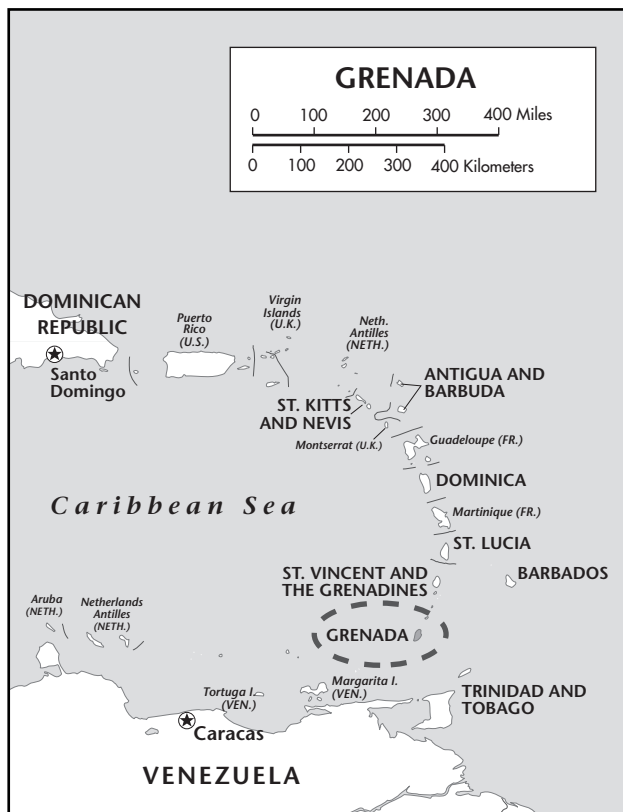 GRENADA
0 100 200 300 400 Miles
0 100 200 300 400 Kilometers
DOMINICAN
REPUBLIC
Santo
Domingo
Puerto
Rico
(U.S.)
Virgin
Islands
(U.K.)
Neth.
Antilles
(NETH.)
ANTIGUA AND
BARBUDA
ST. KITTS
AND NEVIS
Montserrat (U.K.)
Guadeloupe (FR.)
DOMINICA
Caribbean Sea
Martinique (FR.)
ST. LUCIA
ST. VINCENT AND
THE GRENADINES
BARBADOS
Aruba
(NETH.)
Netherlands
Antilles
(NETH.)
GRENADA
Tortuga I.
(VEN.)
Margarita I.
(VEN.)
TRINIDAD AND
TOBAGO
Caracas
VENEZUELA